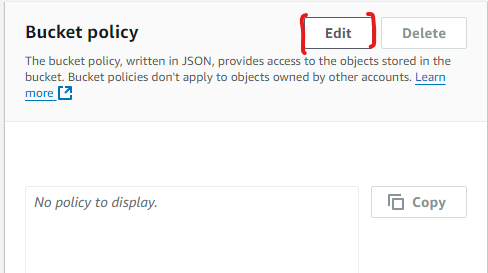 Bucket policy
Edit
Delete
The bucket policy, written in JSON, provides access to the objects stored in the
bucket. Bucket policies don't apply to objects owned by other accounts. Learn
more
No policy to display.
Copy